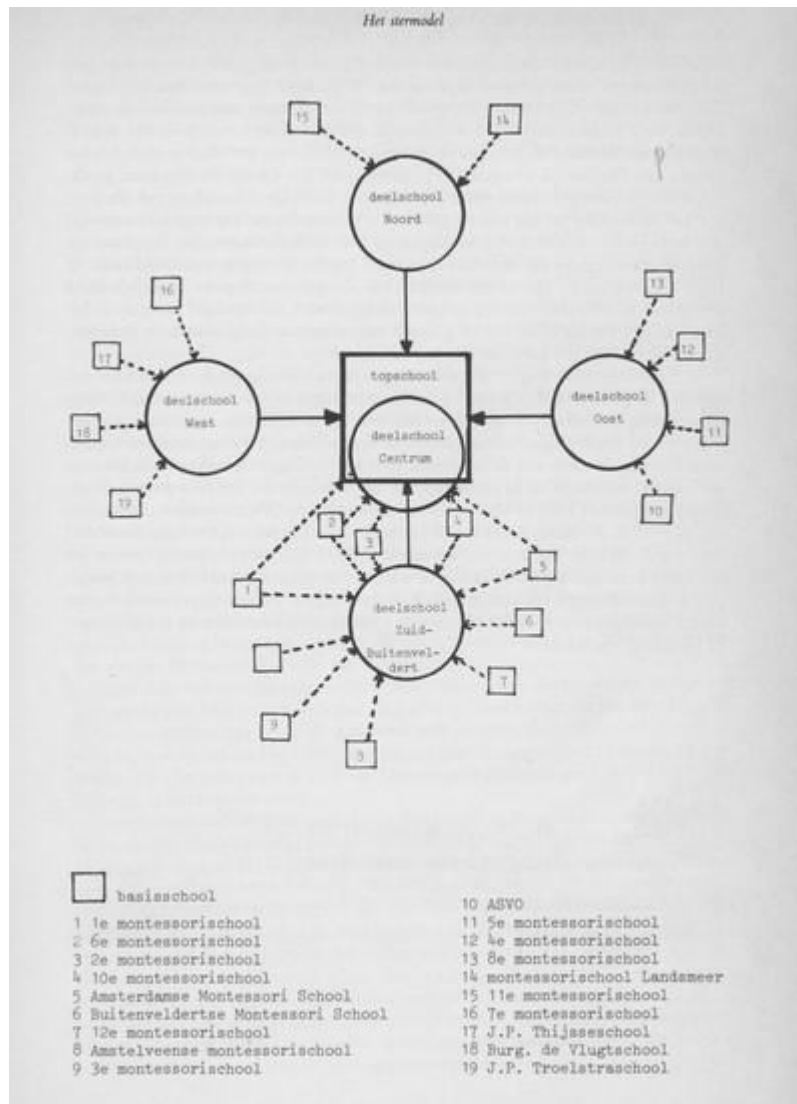 Het stermodel
15
14
deelschool
Noord
16
13
17
12
topschool
deelschool
West
deelschool
Oost
18
11
deelschool
Centrum
19
10
2
4
3
5
1
deelschool
Zuid-
Buitenvel-
dert
6
7
9
3
basisschool
1 1e montessorischool
2 6e montessorischool
3 2e montessorischool
4 10e montessorischool
5 Amsterdamse Montessori School
6 Buitenveldertse Montessori School
7 12e montessorischool
8 Amstelveense montessorischool
9 3e montessorischool
10 ASVO
11 5e montessorischool
12 4e montessorischool
13 8e montessorischool
14 montessorischool Landsmeer
15 11e montessorischool
16 7e montessorischool
17 J.P. Thijsseschool
18 Burg. de Vlugtschool
19 J.P. Troelstraschool